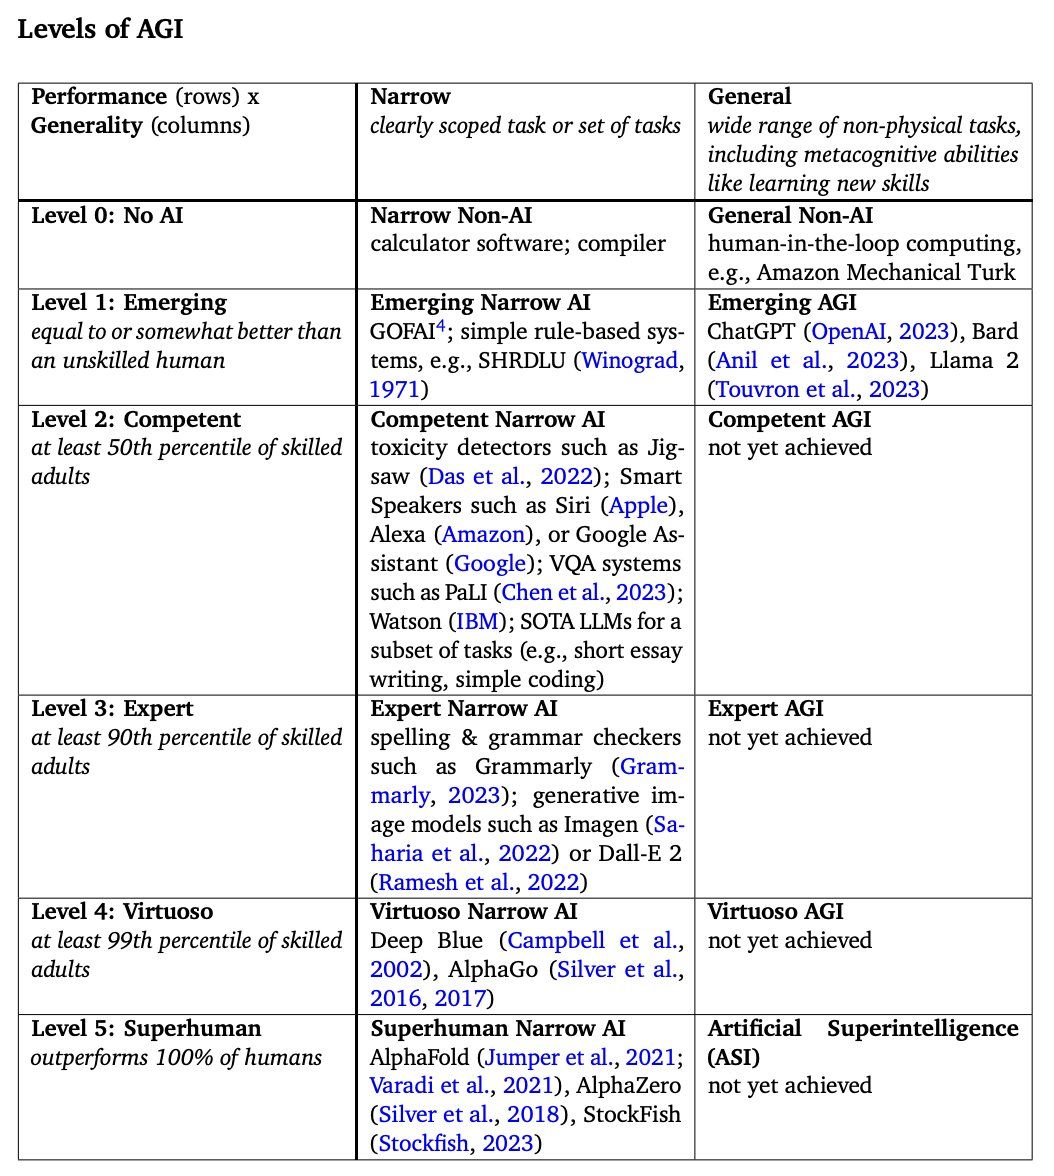 Levels of AGI
Performance (rows) x
Generality (columns)
Narrow
clearly scoped task or set of tasks
General
wide range of non-physical tasks,
including metacognitive abilities
like learning new skills
Level 0: No AI
Narrow Non-AI
calculator software; compiler
General Non-AI
human-in-the-loop computing,
e.g., Amazon Mechanical Turk
Level 1: Emerging
equal to or somewhat better than
an unskilled human
Emerging Narrow AI
GOFAI4; simple rule-based sys-
tems, e.g., SHRDLU (Winograd,
1971)
Emerging AGI
ChatGPT (OpenAI, 2023), Bard
(Anil et al., 2023), Llama 2
(Touvron et al., 2023)
Level 2: Competent
at least 50th percentile of skilled
adults
Competent Narrow AI
toxicity detectors such as Jig-
saw (Das et al., 2022); Smart
Speakers such as Siri (Apple),
Alexa (Amazon), or Google As-
sistant (Google); VQA systems
such as PaLI (Chen et al., 2023);
Watson (IBM); SOTA LLMs for a
subset of tasks (e.g., short essay
writing, simple coding)
Competent AGI
not yet achieved
Level 3: Expert
at least 90th percentile of skilled
adults
Expert Narrow AI
spelling & grammar checkers
such as Grammarly (Gram-
marly, 2023); generative im-
age models such as Imagen (Sa-
haria et al., 2022) or Dall-E 2
(Ramesh et al., 2022)
Expert AGI
not yet achieved
Level 4: Virtuoso
at least 99th percentile of skilled
adults
Virtuoso Narrow AI
Deep Blue (Campbell et al.,
2002), AlphaGo (Silver et al.,
2016, 2017)
Virtuoso AGI
not yet achieved
Level 5: Superhuman
outperforms 100% of humans
Superhuman Narrow AI
AlphaFold (Jumper et al., 2021;
Varadi et al., 2021), AlphaZero
(Silver et al., 2018), StockFish
(Stockfish, 2023)
Artificial Superintelligence
(ASI)
not yet achieved